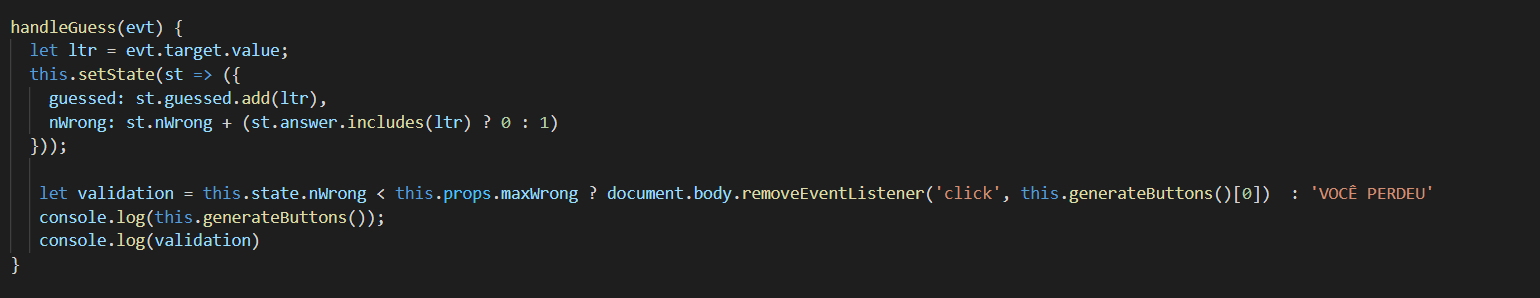 handleGuess(evt) {
  let ltr = evt.target.value;
  this.setState(st => ({
    guessed: st.guessed.add(ltr),
    nWrong: st.nWrong + (st.answer.includes(ltr) ? 0 : 1)
  }));

   let validation = this.state.nWrong < this.props.maxWrong ? document.body.removeEventListener('click', this.generateButtons()[0])  : 'VOCÊ PERDEU'
   console.log(this.generateButtons());
   console.log(validation)
}